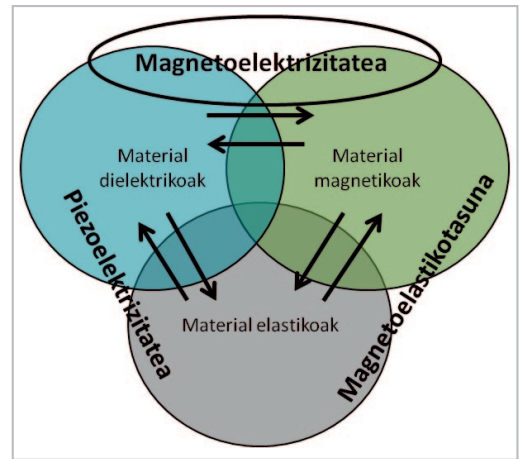 Magnetoelektrizitatea
Material
dielektrikoak
Material
magnetikoak
Piezoelektrizitatea
Magnetoelastikotasuna
Material elastikoak